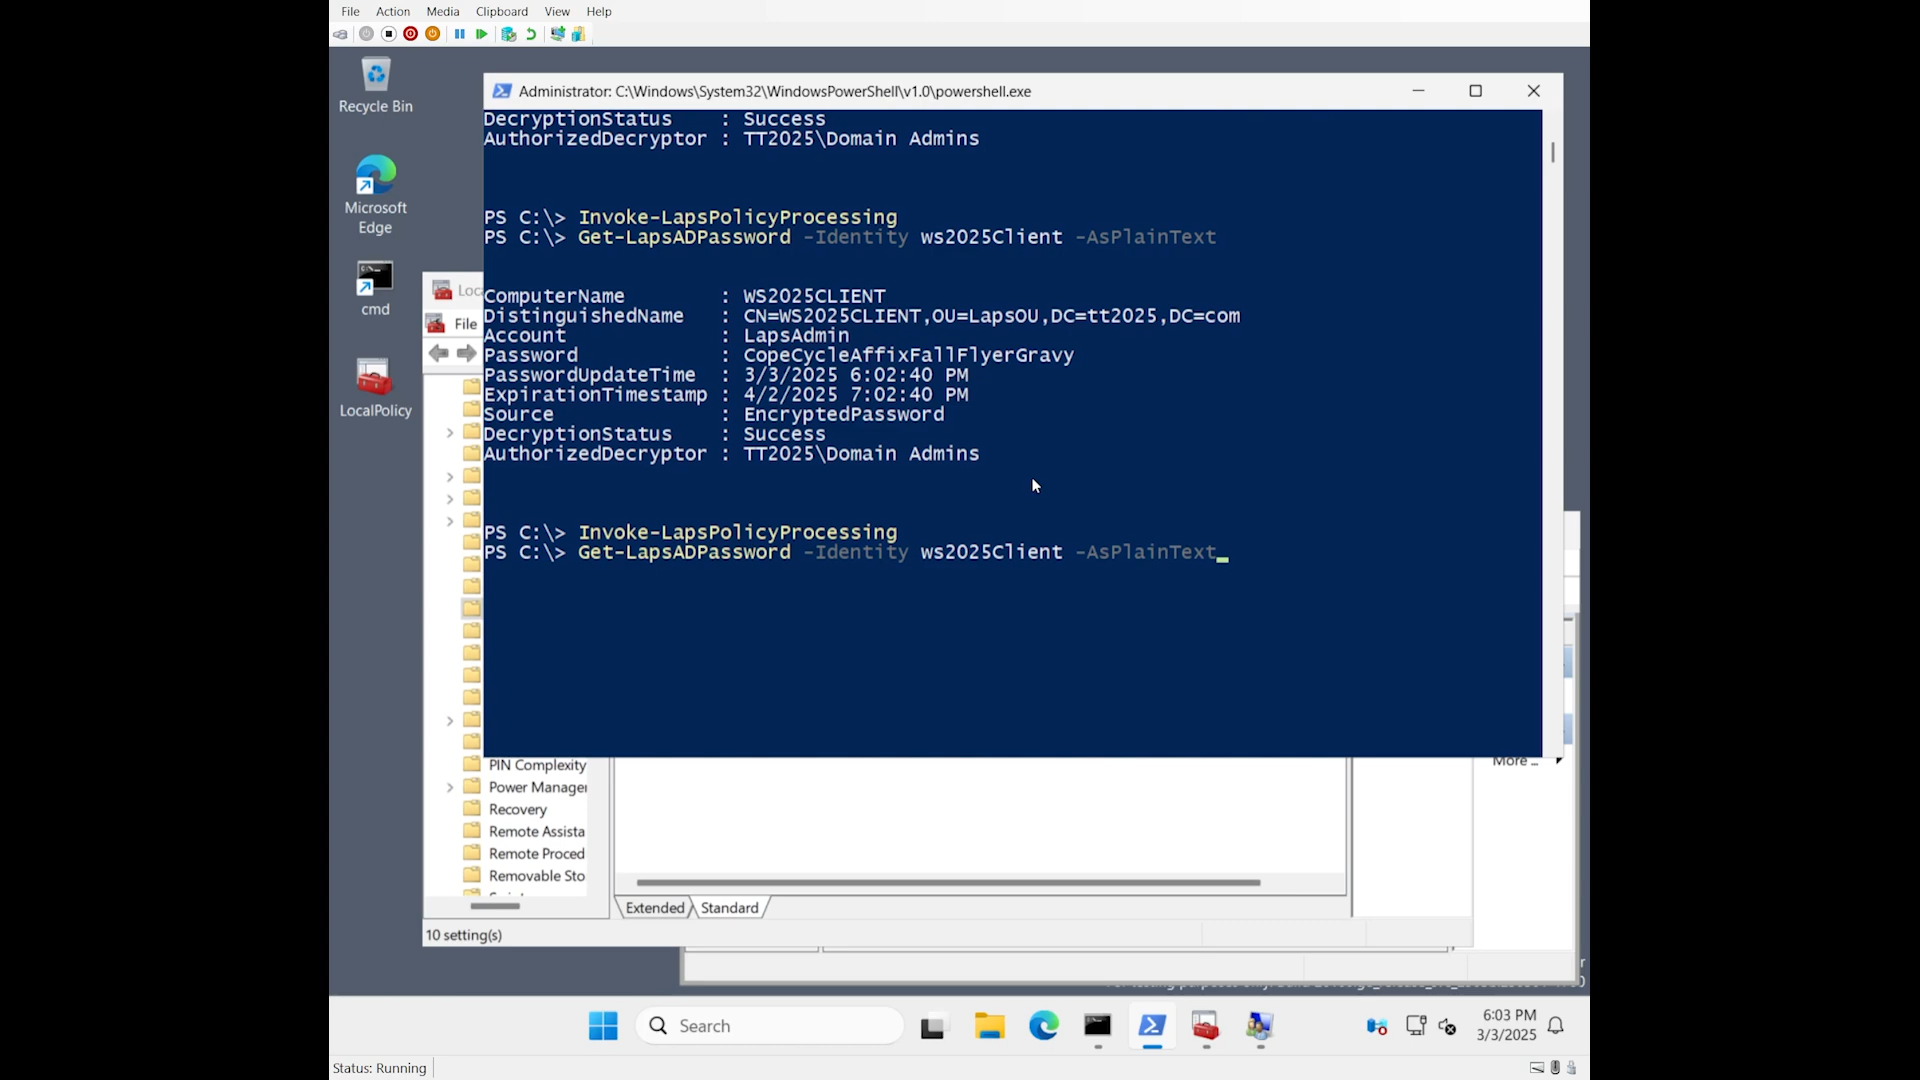 File Action Media Clipboard View Help
Recycle Bin
Microsoft
Edge
cmd
LocalPolicy
Administrator: C:\Windows\System32\WindowsPowerShell\v1.0\powershell.exe
DecryptionStatus    : Success
AuthorizedDecryptor : TT2025\Domain Admins
PS C:\> Invoke-LapsPolicyProcessing
PS C:\> Get-LapsADPassword -Identity ws2025Client -AsPlainText
ComputerName        : WS2025CLIENT
DistinguishedName   : CN=WS2025CLIENT,OU=LapsOU,DC=tt2025,DC=com
Account             : LapsAdmin
Password            : CopeCycleAffixFallFlyerGravy
PasswordUpdateTime  : 3/3/2025 6:02:40 PM
ExpirationTimestamp : 4/2/2025 7:02:40 PM
Source              : EncryptedPassword
DecryptionStatus    : Success
AuthorizedDecryptor : TT2025\Domain Admins
PS C:\> Invoke-LapsPolicyProcessing
PS C:\> Get-LapsADPassword -Identity ws2025Client -AsPlainText
Loc
File
PIN Complexity
Power Manager
Recovery
Remote Assista
Remote Proced
Removable Sto
More ...
Extended Standard
10 setting(s)
Search
6:03 PM
3/3/2025
Status: Running